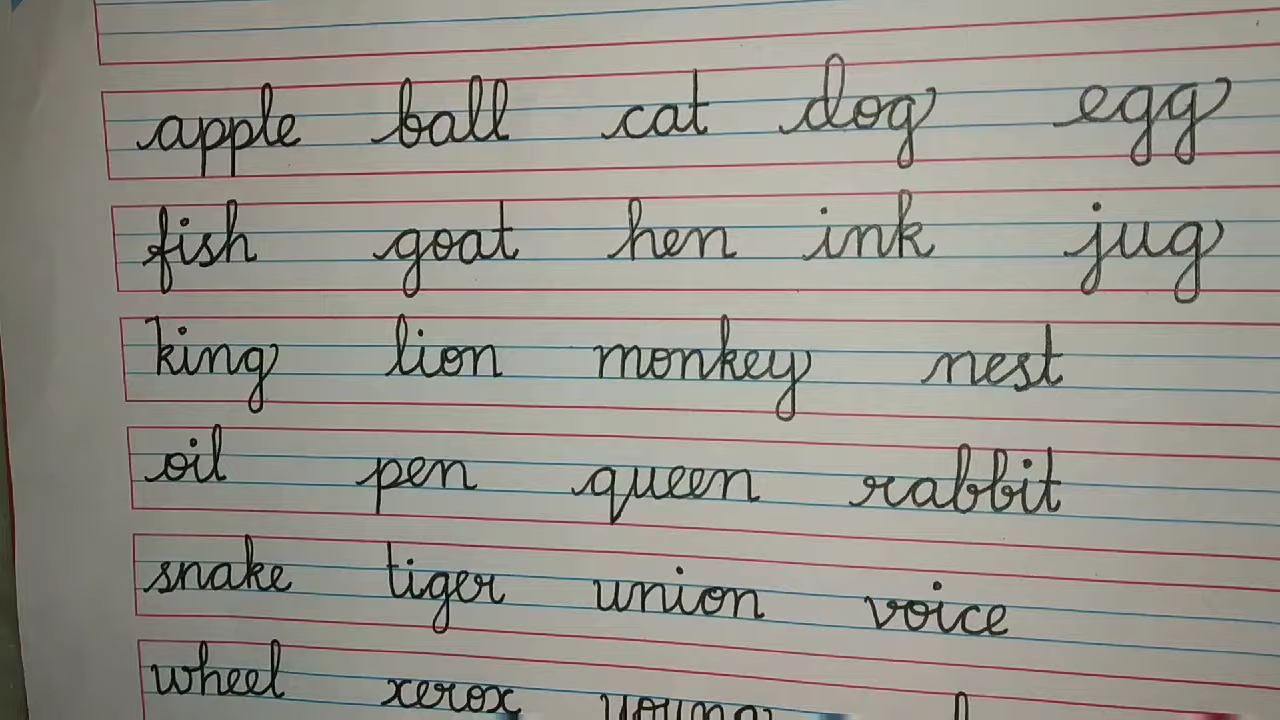 apple ball cat dog egg
fish goat hen ink jug
king lion monkey nest
oil pen queen rabbit
snake tiger union voice
wheel xerox young